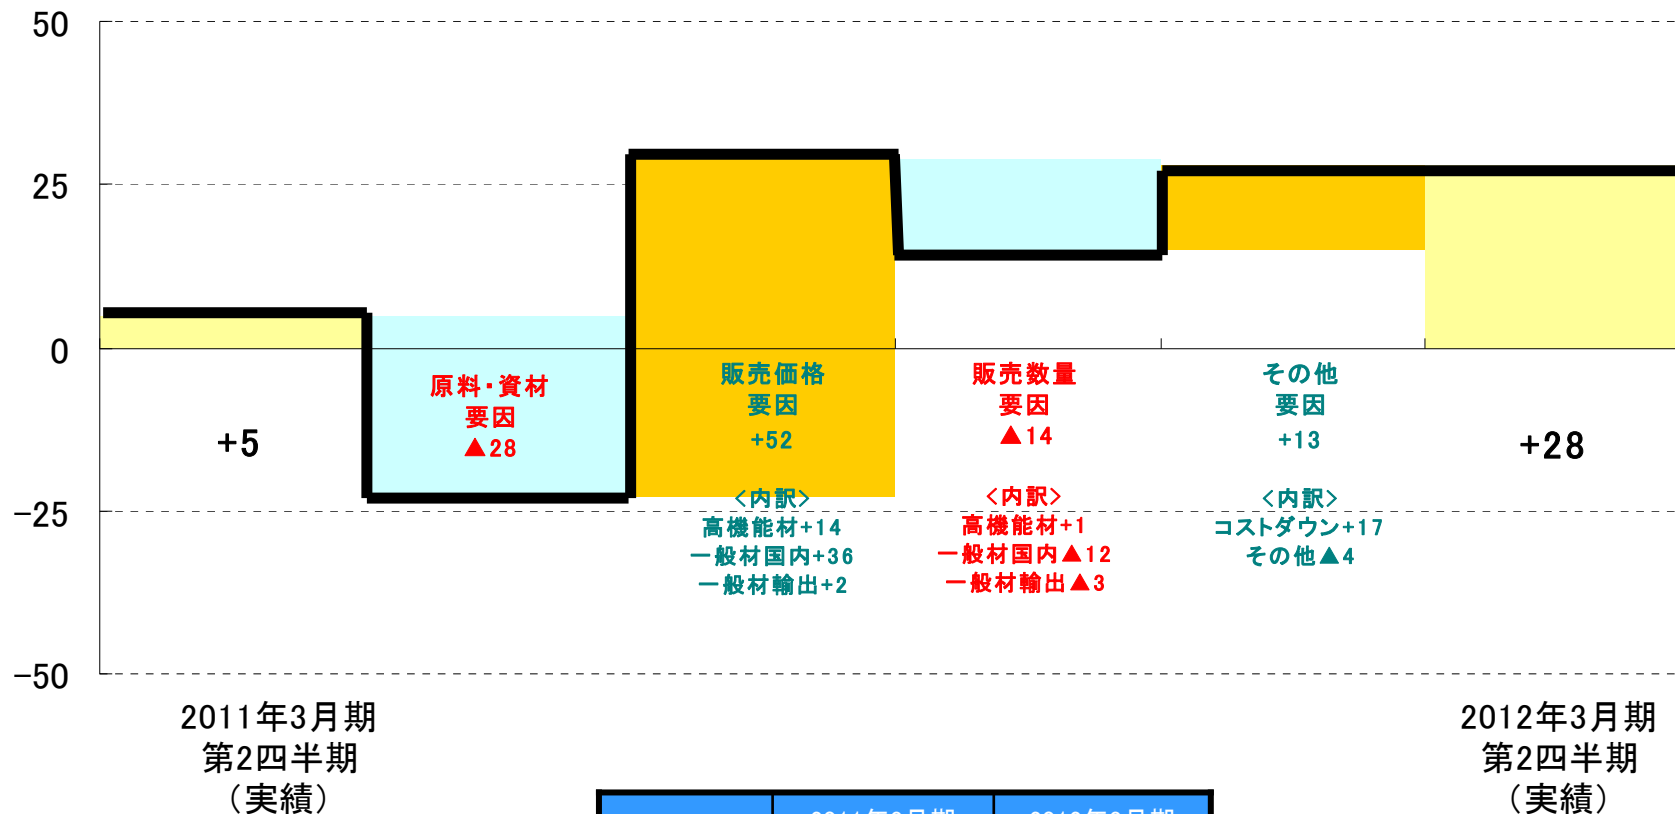 50
25
0
-25
-50
+5
原料・資材
要因
▲28
販売価格
要因
+52
<内訳>
高機能材+14
一般材国内+36
一般材輸出+2
販売数量
要因
▲14
<内訳>
高機能材+1
一般材国内▲12
一般材輸出▲3
その他
要因
+13
<内訳>
コストダウン+17
その他▲4
+28
2011年3月期
第2四半期
（実績）
2012年3月期
第2四半期
（実績）